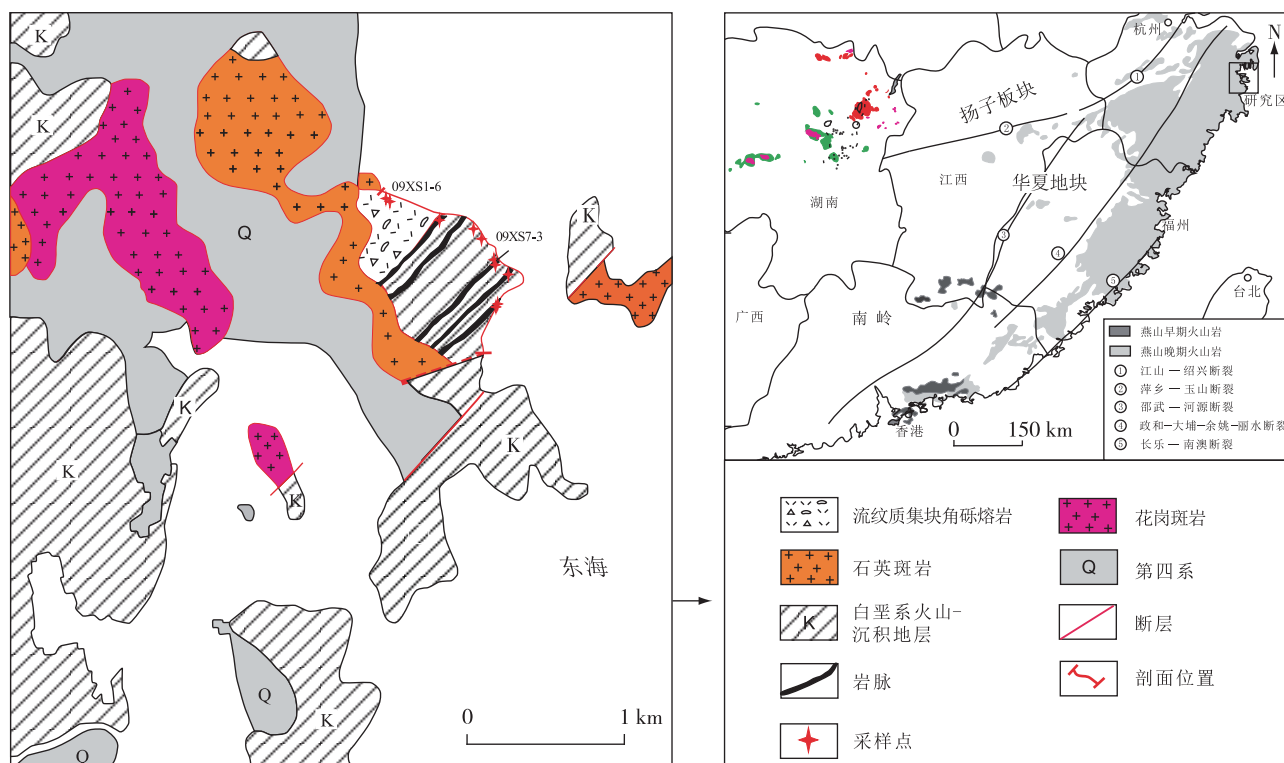 K
K
K
09XS1-6
Q
09XS7-3
K
K
K
K
K
东海
Q
K
Q
0 1 km
杭州
N
①
研究区
扬子板块
②
江西
华夏地块
湖南
③
福州
④
⑤
台北
广西
南岭
香港
0 150 km
燕山早期火山岩
燕山晚期火山岩
① 江山—绍兴断裂
② 萍乡—玉山断裂
③ 邵武—河源断裂
④ 政和—大埔—余姚—丽水断裂
⑤ 长乐—南澳断裂
流纹质集块角砾熔岩
花岗斑岩
石英斑岩
Q 第四系
K 白垩系火山-
沉积地层
断层
岩脉
剖面位置
采样点